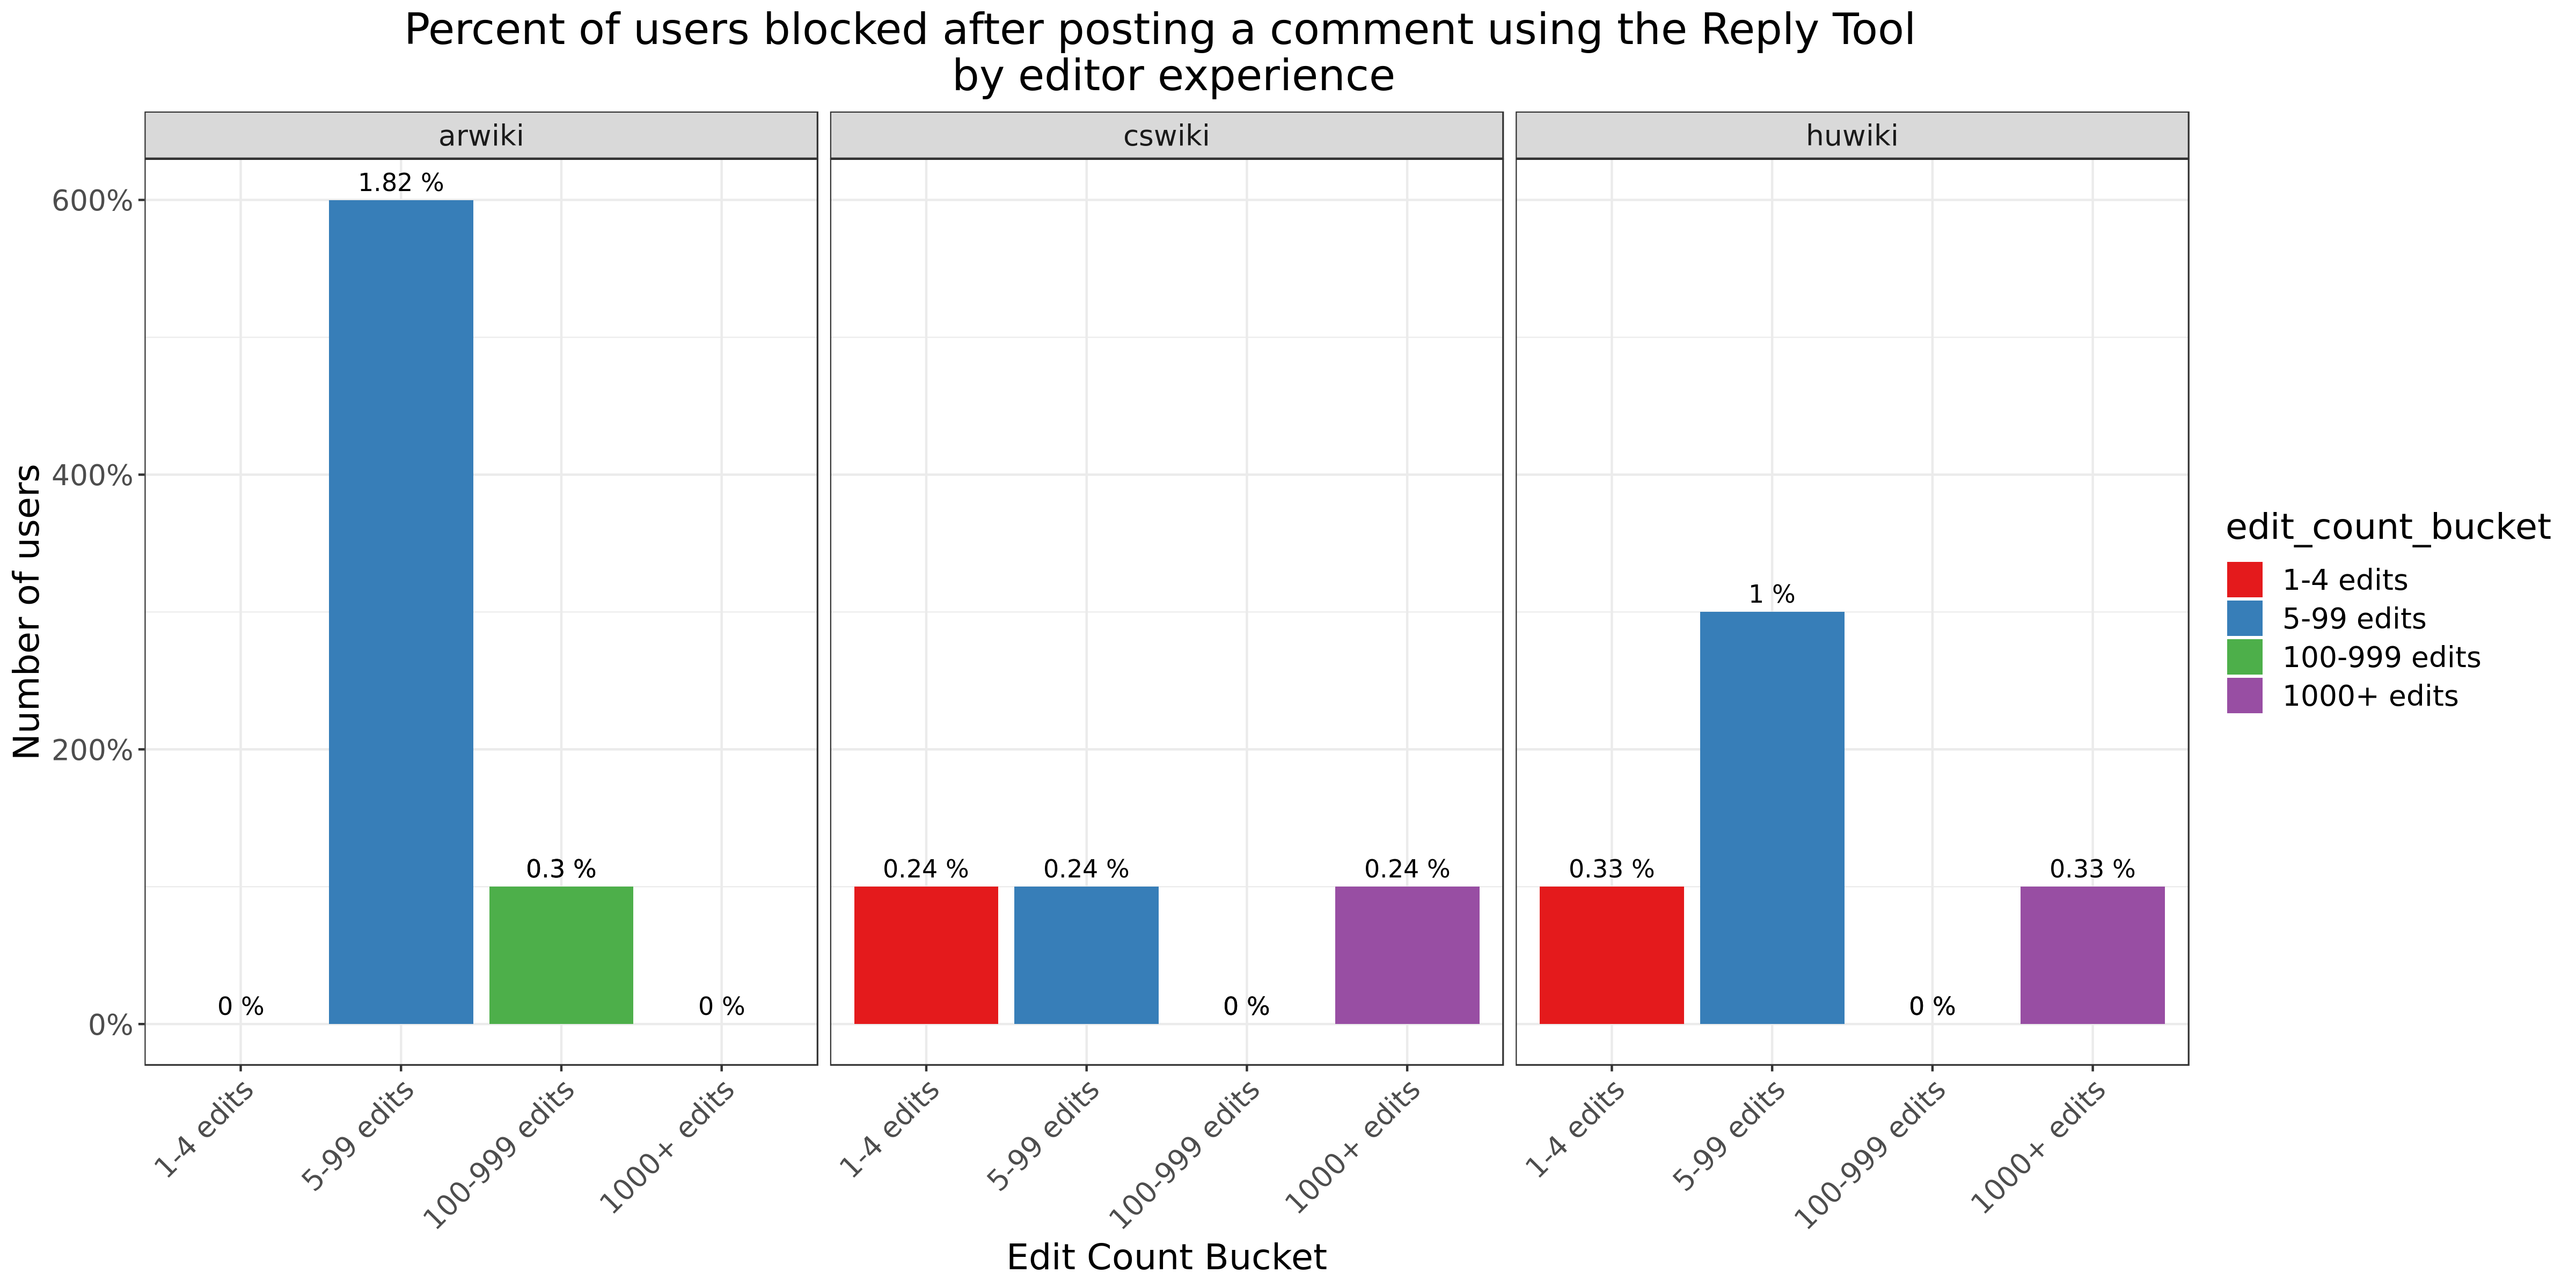 Percent of users blocked after posting a comment using the Reply Tool
by editor experience
arwiki
cswiki
huwiki
Number of users
600%
400%
200%
0%
0 %
1.82 %
0.3 %
0 %
0.24 %
0.24 %
0 %
0.24 %
0.33 %
1 %
0 %
0.33 %
1-4 edits
5-99 edits
100-999 edits
1000+ edits
1-4 edits
5-99 edits
100-999 edits
1000+ edits
1-4 edits
5-99 edits
100-999 edits
1000+ edits
Edit Count Bucket
edit_count_bucket
1-4 edits
5-99 edits
100-999 edits
1000+ edits